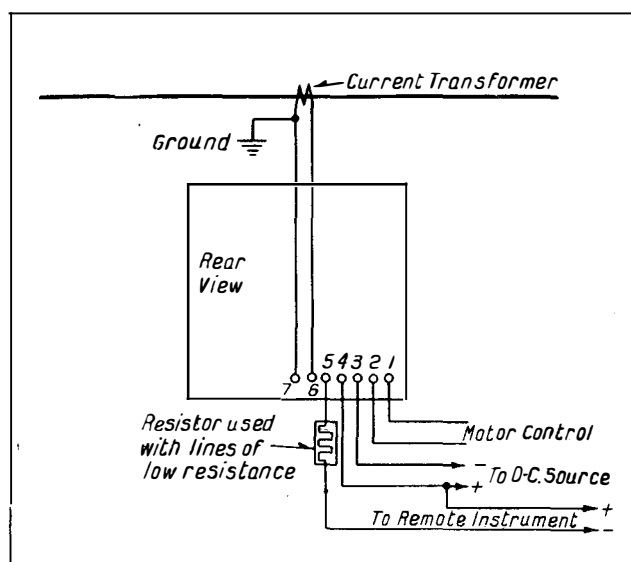 Current Transformer
Ground
Rear
View
5 4 3 2 1
7 6
Resistor used
with lines of
low resistance
Motor Control
- To D-C. Source
+
+
To Remote Instrument -